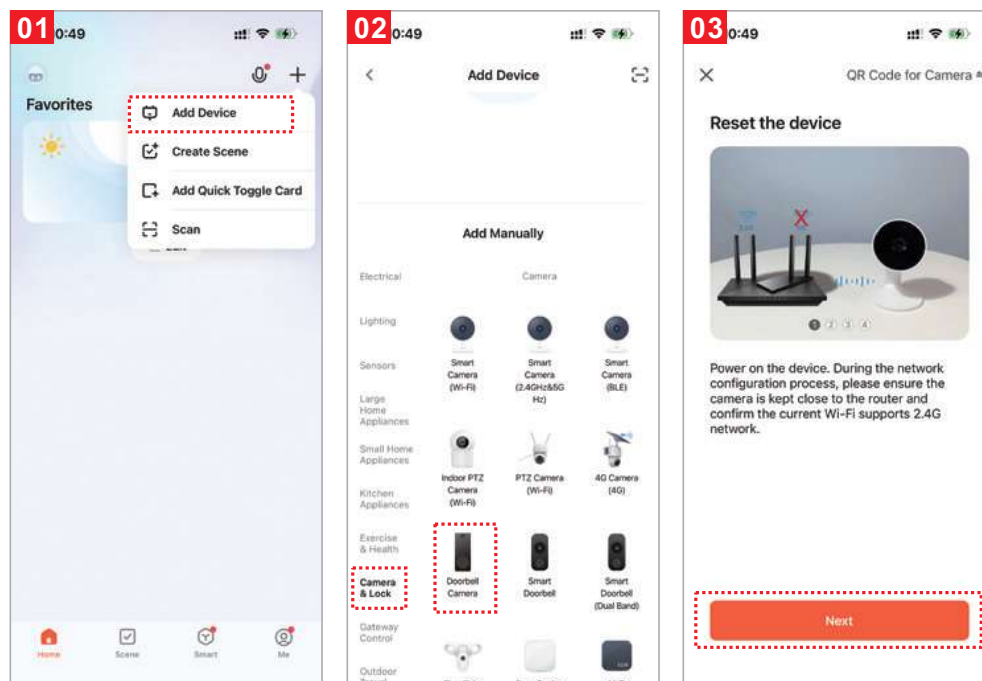 01
0:49
Favorites
Add Device
Create Scene
Add Quick Toggle Card
Scan
Home
Scene
Smart
Me
02
0:49
Add Device
Add Manually
Electrical
Camera
Lighting
Sensors
Large
Home
Appliances
Small Home
Appliances
Kitchen
Appliances
Exercise
& Health
Camera
& Lock
Gateway
Control
Outdoor
Travel
Smart
Camera
(Wi-Fi)
Smart
Camera
(2.4GHz&5G
Hz)
Smart
Camera
(BLE)
Indoor PTZ
Camera
(Wi-Fi)
PTZ Camera
(Wi-Fi)
4G Camera
(4G)
Doorbell
Camera
Smart
Doorbell
Smart
Doorbell
(Dual Band)
03
0:49
QR Code for Camera
Reset the device
1 2 3 4
Power on the device. During the network
configuration process, please ensure the
camera is kept close to the router and
confirm the current Wi-Fi supports 2.4G
network.
Next